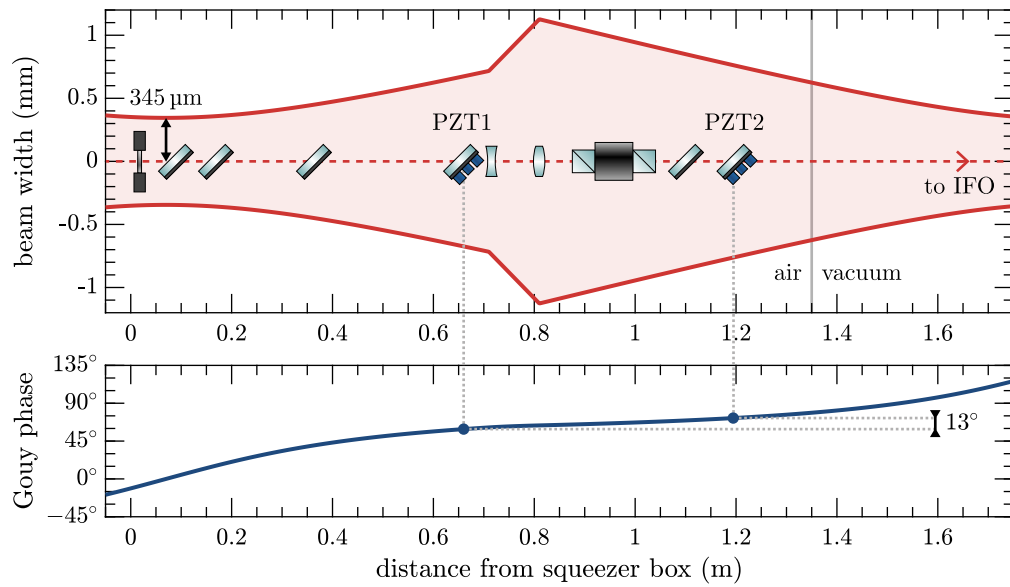 1
0.5
0
-0.5
-1
beam width (mm)
345 µm
PZT1
PZT2
to IFO
air
vacuum
0 0.2 0.4 0.6 0.8 1 1.2 1.4 1.6
135°
90°
45°
0°
−45°
Gouy phase
13°
0 0.2 0.4 0.6 0.8 1 1.2 1.4 1.6
distance from squeezer box (m)